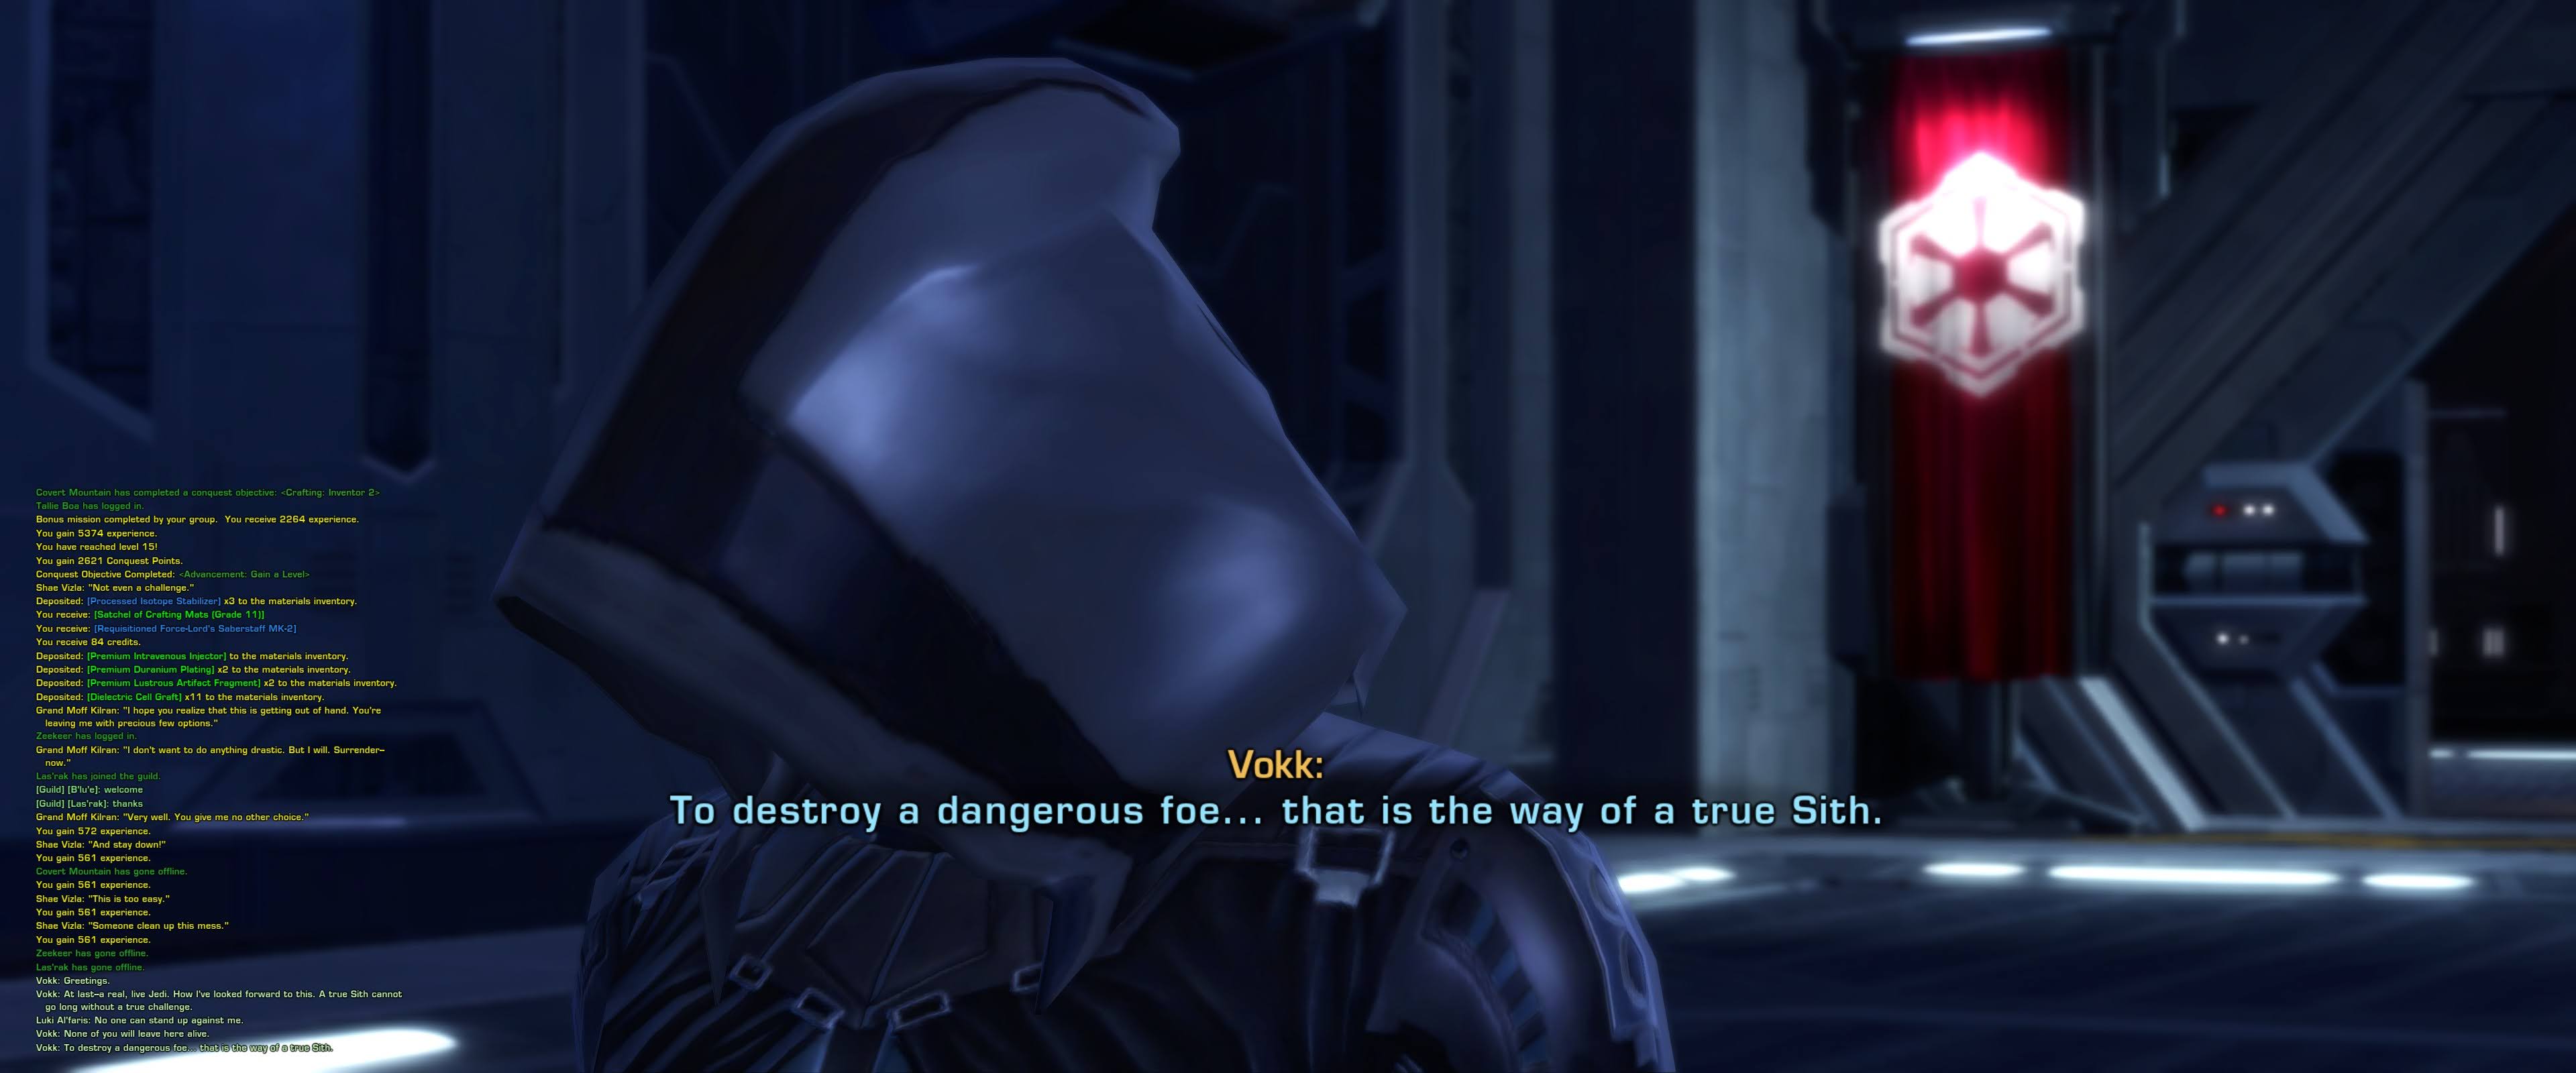 Covert Mountain has completed a conquest objective: <Crafting: Inventor 2>
Tallie Boa has logged in.
Bonus mission completed by your group.  You receive 2264 experience.
You gain 5374 experience.
You have reached level 15!
You gain 2621 Conquest Points.
Conquest Objective Completed: <Advancement: Gain a Level>
Shae Vizla: "Not even a challenge."
Deposited: [Processed Isotope Stabilizer] x3 to the materials inventory.
You receive: [Satchel of Crafting Mats (Grade 11)]
You receive: [Requisitioned Force-Lord's Saberstaff MK-2]
You receive 84 credits.
Deposited: [Premium Intravenous Injector] to the materials inventory.
Deposited: [Premium Duranium Plating] x2 to the materials inventory.
Deposited: [Premium Lustrous Artifact Fragment] x2 to the materials inventory.
Deposited: [Dielectric Cell Graft] x11 to the materials inventory.
Grand Moff Kilran: "I hope you realize that this is getting out of hand. You're
leaving me with precious few options."
Zeekeer has logged in.
Grand Moff Kilran: "I don't want to do anything drastic. But I will. Surrender–
now."
Las'rak has joined the guild.
[Guild] [B'lu'e]: welcome
[Guild] [Las'rak]: thanks
Grand Moff Kilran: "Very well. You give me no other choice."
You gain 572 experience.
Shae Vizla: "And stay down!"
You gain 561 experience.
Covert Mountain has gone offline.
You gain 561 experience.
Shae Vizla: "This is too easy."
You gain 561 experience.
Shae Vizla: "Someone clean up this mess."
You gain 561 experience.
Zeekeer has gone offline.
Las'rak has gone offline.
Vokk: Greetings.
Vokk: At last–a real, live Jedi. How I've looked forward to this. A true Sith cannot
go long without a true challenge.
Luki Al'faris: No one can stand up against me.
Vokk: None of you will leave here alive.
Vokk: To destroy a dangerous foe... that is the way of a true Sith.
Vokk:
To destroy a dangerous foe... that is the way of a true Sith.